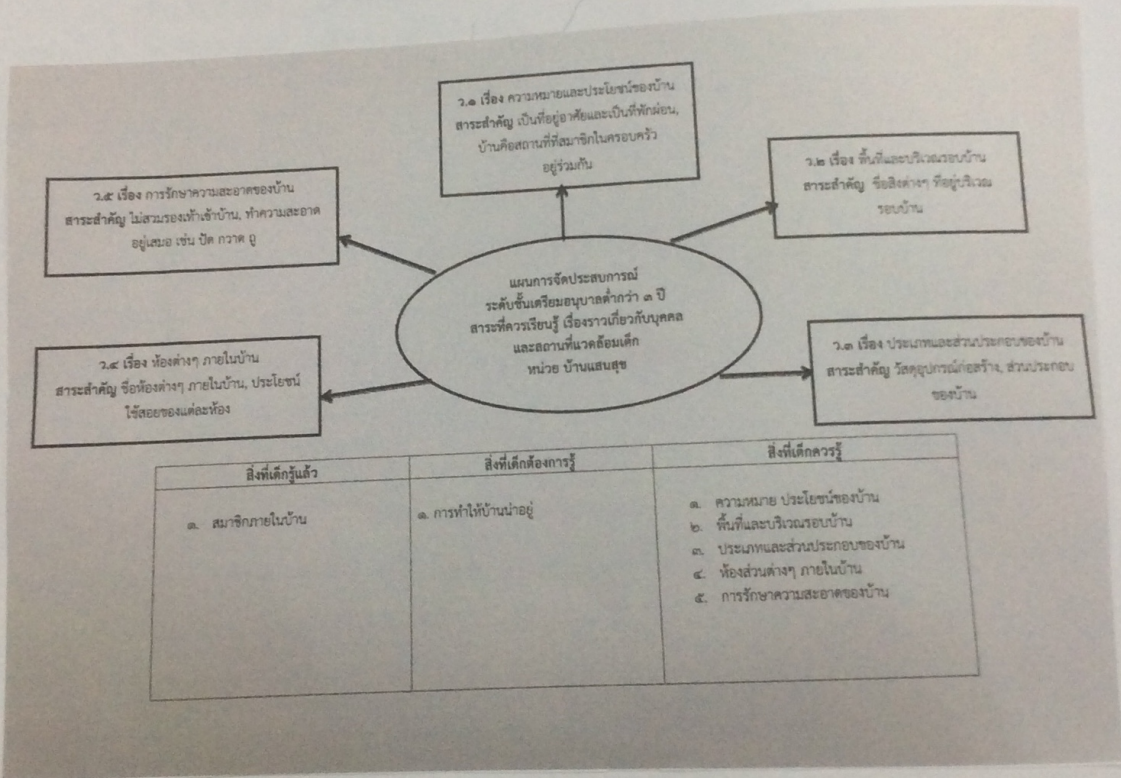 ว.๑ เรื่อง ความหมายและประโยชน์ของบ้าน
สาระสำคัญ เป็นที่อยู่อาศัยและเป็นที่พักผ่อน,
บ้านคือสถานที่ที่สมาชิกในครอบครัว
อยู่ร่วมกัน
ว.๒ เรื่อง พื้นที่และบริเวณรอบบ้าน
สาระสำคัญ ชื่อสิ่งต่างๆ ที่อยู่บริเวณ
รอบบ้าน
ว.๕ เรื่อง การรักษาความสะอาดของบ้าน
สาระสำคัญ ไม่สวมรองเท้าเข้าบ้าน, ทำความสะอาด
อยู่เสมอ เช่น ปัด กวาด ถู
แผนการจัดประสบการณ์
ระดับชั้นเตรียมอนุบาลต่ำกว่า ๓ ปี
สาระที่ควรเรียนรู้ เรื่องราวเกี่ยวกับบุคคล
และสถานที่แวดล้อมเด็ก
หน่วย บ้านแสนสุข
ว.๔ เรื่อง ห้องต่างๆ ภายในบ้าน
สาระสำคัญ ชื่อห้องต่างๆ ภายในบ้าน, ประโยชน์
ใช้สอยของแต่ละห้อง
ว.๓ เรื่อง ประเภทและส่วนประกอบของบ้าน
สาระสำคัญ วัสดุอุปกรณ์ก่อสร้าง, ส่วนประกอบ
ของบ้าน
สิ่งที่เด็กรู้แล้ว
๑. สมาชิกภายในบ้าน
สิ่งที่เด็กต้องการรู้
๑. การทำให้บ้านน่าอยู่
สิ่งที่เด็กควรรู้
๑. ความหมาย ประโยชน์ของบ้าน
๒. พื้นที่และบริเวณรอบบ้าน
๓. ประเภทและส่วนประกอบของบ้าน
๔. ห้องส่วนต่างๆ ภายในบ้าน
๕. การรักษาความสะอาดของบ้าน